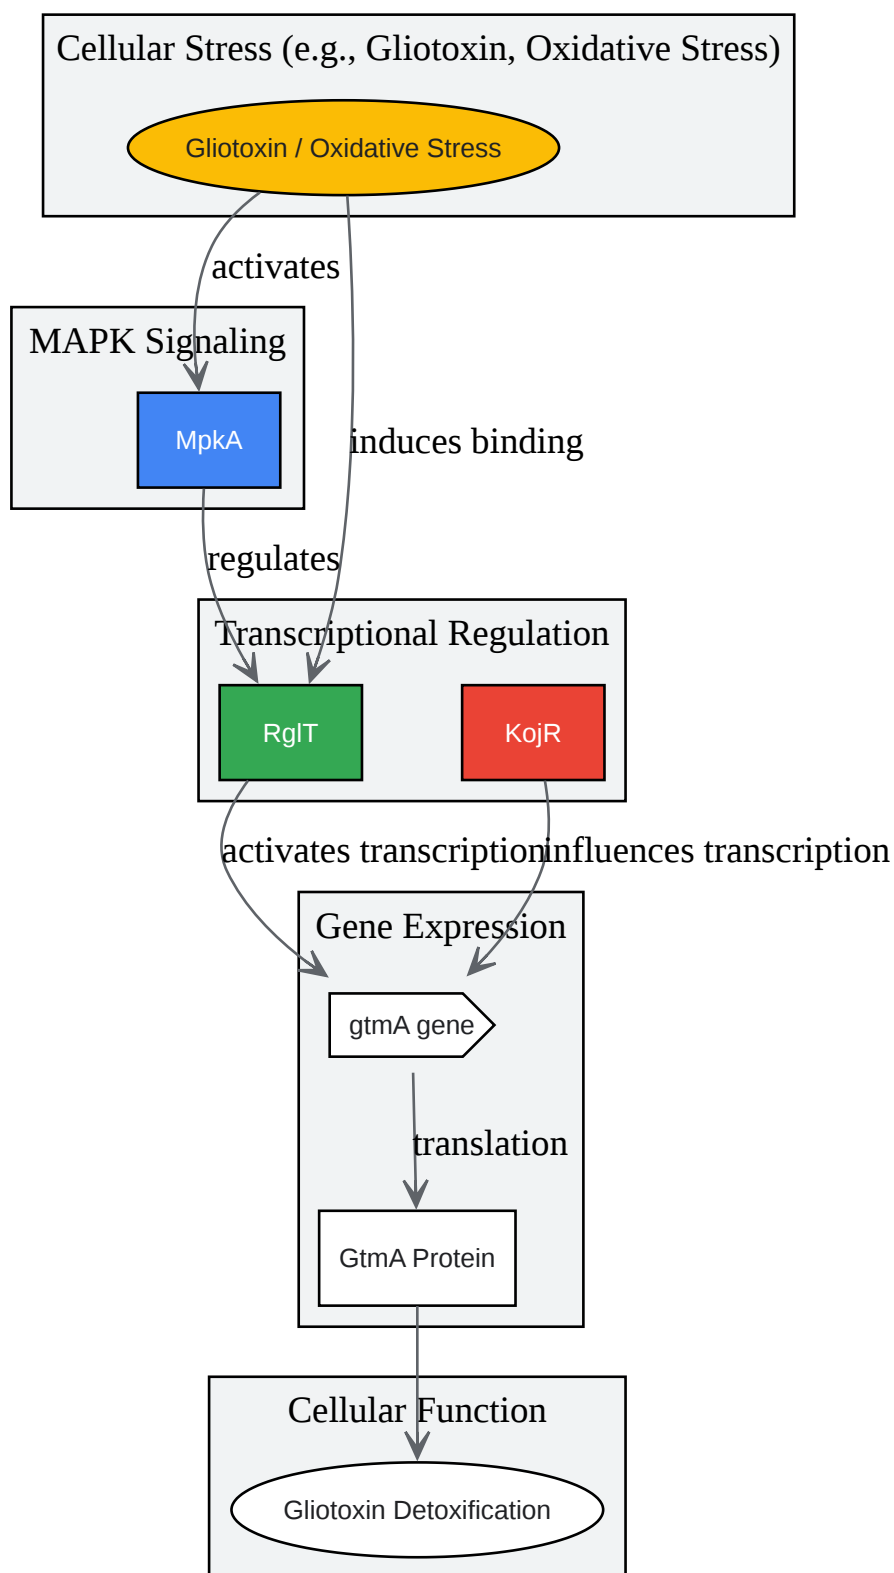 Cellular Stress (e.g., Gliotoxin, Oxidative Stress)
Gliotoxin / Oxidative Stress
activates
MAPK Signaling
MpkA
induces binding
regulates
Transcriptional Regulation
RglT
KojR
activates transcription
influences transcription
Gene Expression
gtmA gene
translation
GtmA Protein
Cellular Function
Gliotoxin Detoxification